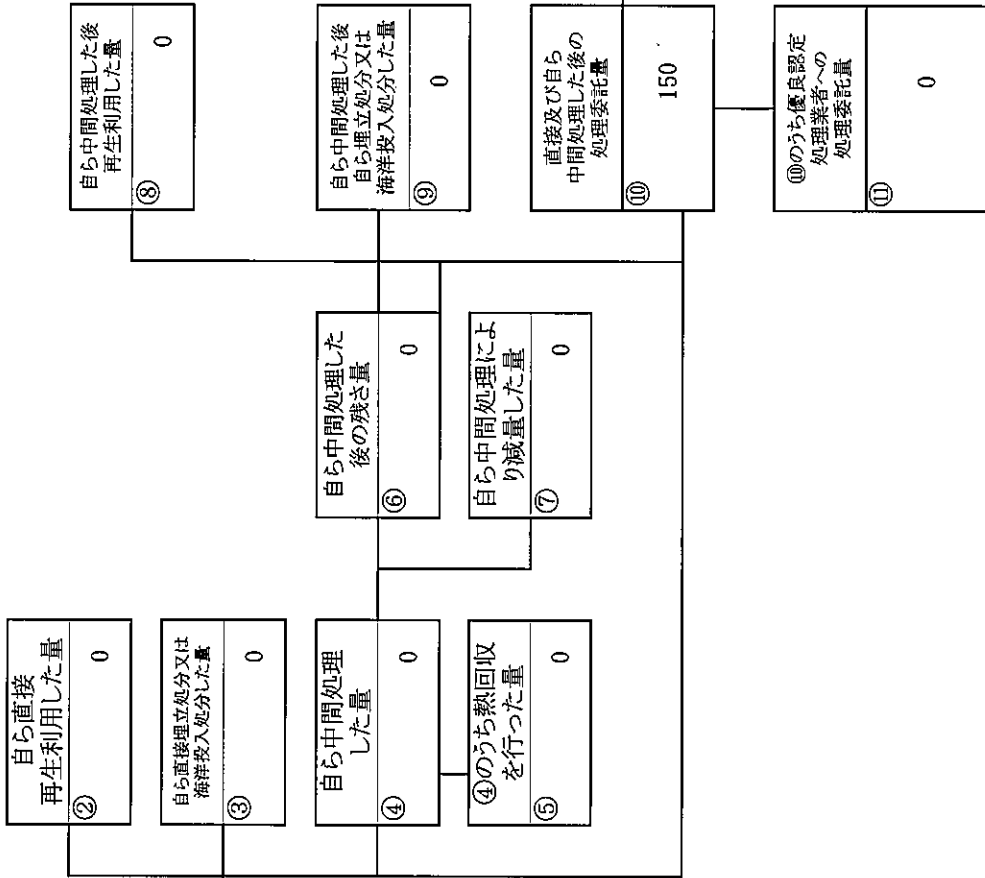 自ら直接
再生利用した量
②
0
自ら直接埋立処分又は
海洋投入処分した量
③
0
自ら中間処理
した量
④
0
④のうち熱回収
を行った量
⑤
0
自ら中間処理した
後の残さ量
⑥
0
自ら中間処理によ
り減量した量
⑦
0
自ら中間処理した後
再生利用した量
⑧
0
自ら中間処理した後
自ら埋立処分又は
海洋投入処分した量
⑨
0
直接及び自ら
中間処理した後の
処理委託量
⑩
150
⑩のうち優良認定
処理業者への
処理委託量
⑪
0